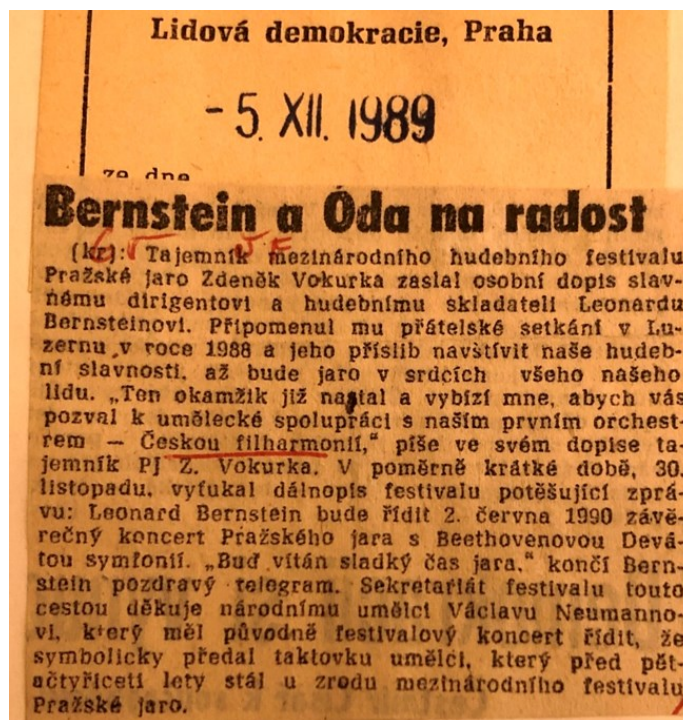 Lidová demokracie, Praha
- 5. XII. 1989
ze dne
Bernstein a Óda na radost
(kr): Tajemník mezinárodního hudebního festivalu
Pražské jaro Zdeněk Vokurka zaslal osobní dopis slav-
nému dirigentovi a hudebnímu skladateli Leonardu
Bernsteinovi. Připomenul mu přátelské setkání v Lu-
zernu v roce 1988 a jeho příslib navštívit naše hudeb-
ní slavnosti, až bude jaro v srdcích všeho našeho
lidu. „Ten okamžik již nastal a vybízí mne, abych vás
pozval k umělecké spolupráci s naším prvním orchest-
rem — Českou filharmonií,“ píše ve svém dopise ta-
jemník PJ Z. Vokurka. V poměrně krátké době, 30.
listopadu, vyťukal dálnopis festivalu potěšující zprá-
vu: Leonard Bernstein bude řídit 2. června 1990 závě-
rečný koncert Pražského jara s Beethovenovou Devá-
tou symfonií. „Buď vítán sladký čas jara,“ končí Bern-
stein pozdravý telegram. Sekretariát festivalu touto
cestou děkuje národnímu umělci Václavu Neumanno-
vi, který měl původně festivalový koncert řídit, že
symbolicky předal taktovku umělci, který před pět-
ačtyřiceti lety stál u zrodu mezinárodního festivalu
Pražské jaro.